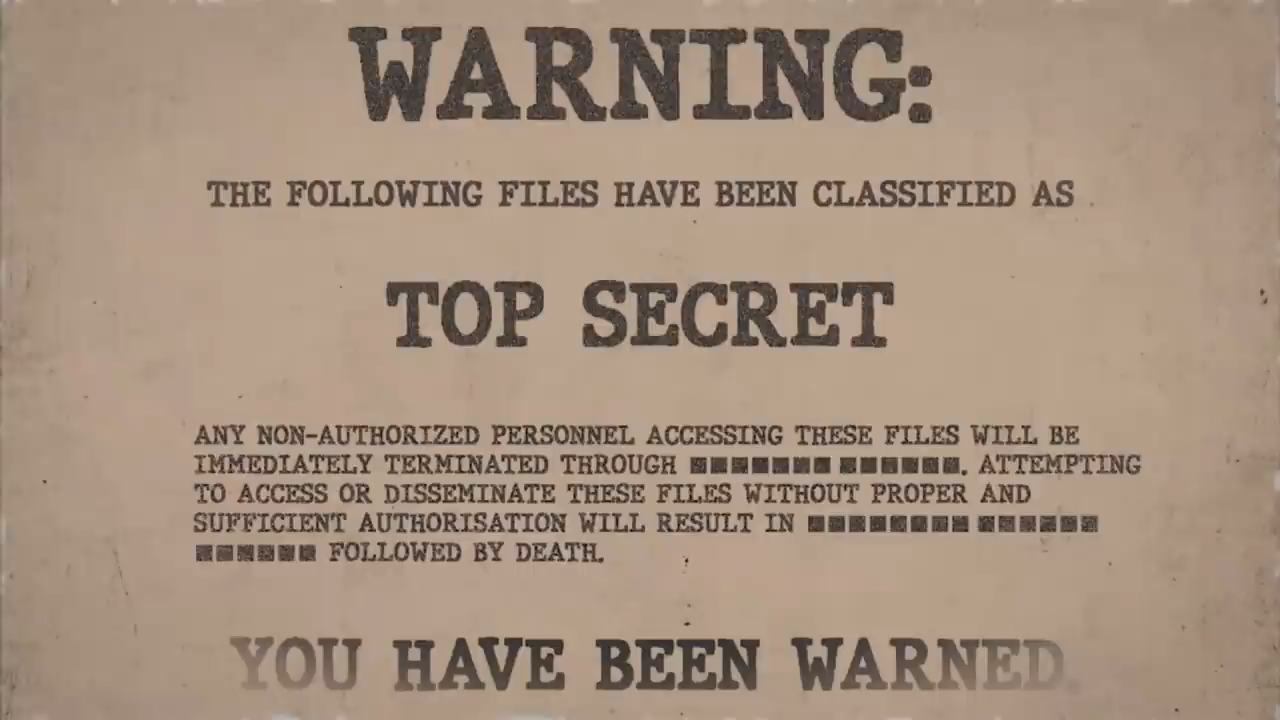 WARNING:
THE FOLLOWING FILES HAVE BEEN CLASSIFIED AS
TOP SECRET
ANY NON-AUTHORIZED PERSONNEL ACCESSING THESE FILES WILL BE
IMMEDIATELY TERMINATED THROUGH ■■■■■■■ ■■■■■■. ATTEMPTING
TO ACCESS OR DISSEMINATE THESE FILES WITHOUT PROPER AND
SUFFICIENT AUTHORISATION WILL RESULT IN ■■■■■■■■ ■■■■■■
■■■■■■ FOLLOWED BY DEATH.
YOU HAVE BEEN WARNED.